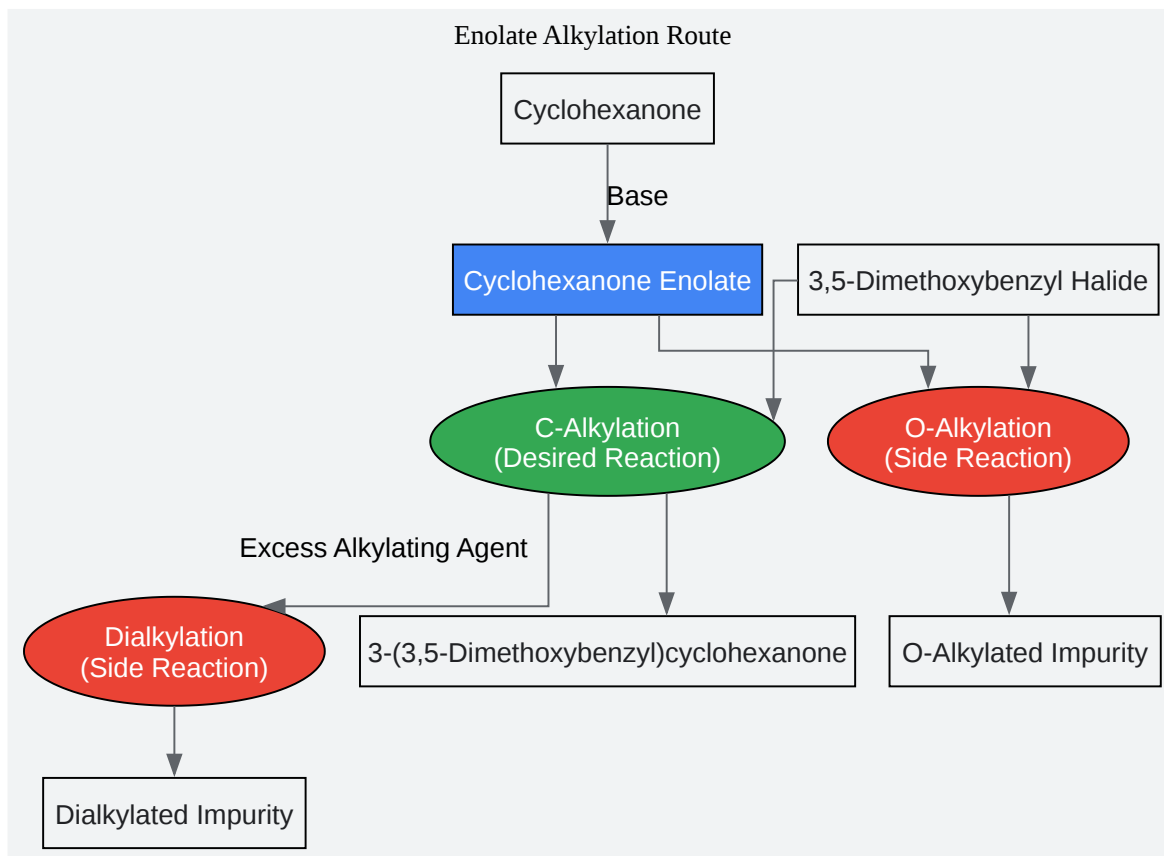 Enolate Alkylation Route
Cyclohexanone
Base
Cyclohexanone Enolate
3,5-Dimethoxybenzyl Halide
C-Alkylation
(Desired Reaction)
O-Alkylation
(Side Reaction)
Excess Alkylating Agent
Dialkylation
(Side Reaction)
3-(3,5-Dimethoxybenzyl)cyclohexanone
O-Alkylated Impurity
Dialkylated Impurity